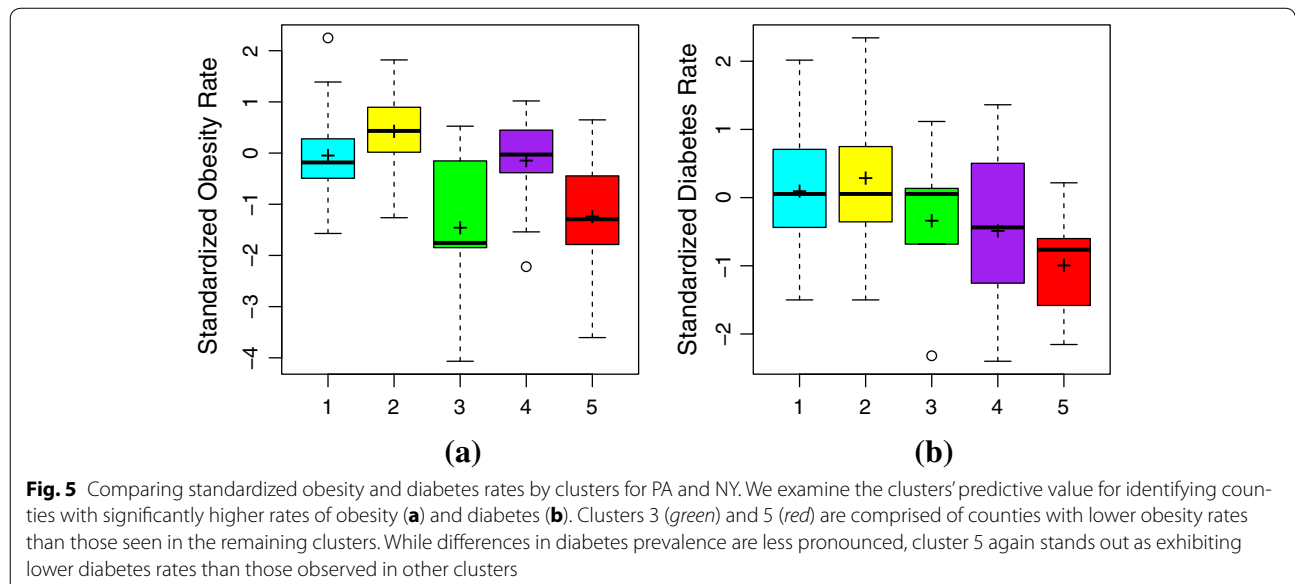 Standardized Obesity Rate
2
1
0
−1
−2
−3
−4
1 2 3 4 5
(a)
Standardized Diabetes Rate
2
1
0
−1
−2
1 2 3 4 5
(b)
Fig. 5 Comparing standardized obesity and diabetes rates by clusters for PA and NY. We examine the clusters’ predictive value for identifying coun-
ties with significantly higher rates of obesity (a) and diabetes (b). Clusters 3 (green) and 5 (red) are comprised of counties with lower obesity rates
than those seen in the remaining clusters. While differences in diabetes prevalence are less pronounced, cluster 5 again stands out as exhibiting
lower diabetes rates than those observed in other clusters